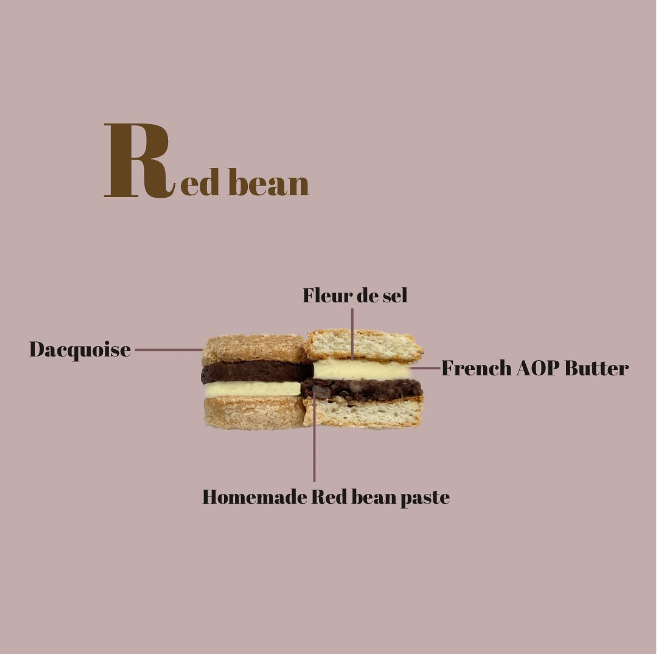 Red bean
Fleur de sel
Dacquoise
French AOP Butter
Homemade Red bean paste